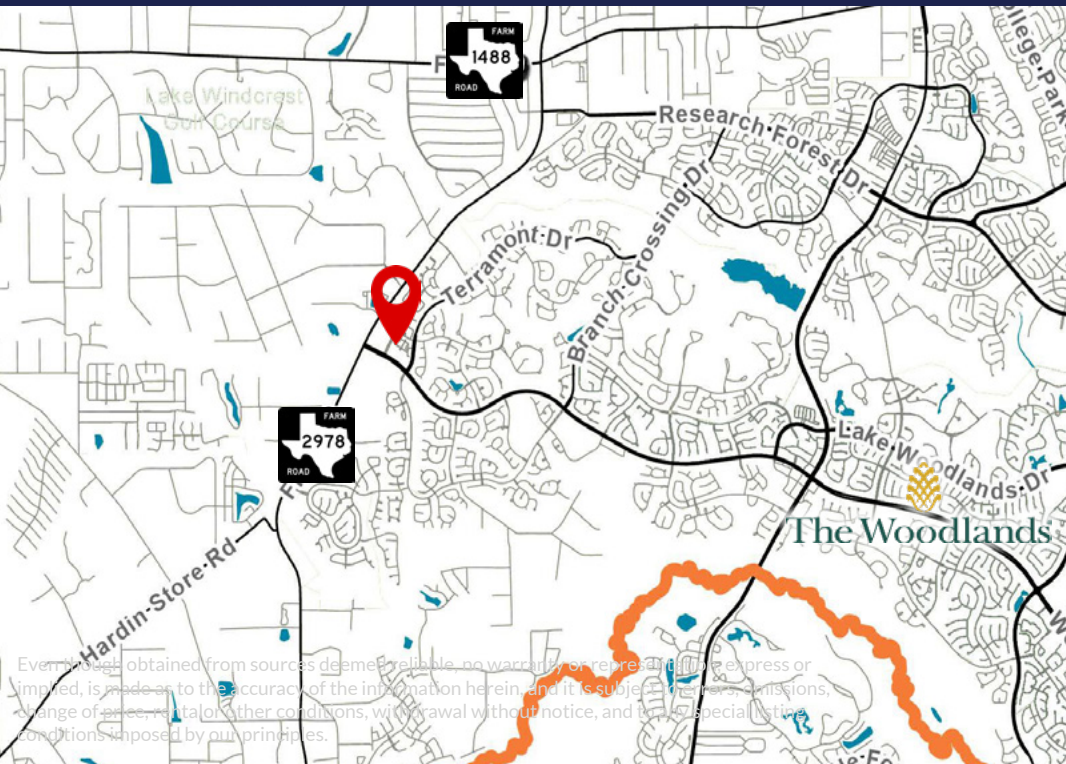 FARM
1488
ROAD
Lake Windcrest
Golf Course
College Park
Research Forest Dr
Terramont Dr
Branch Crossing Dr
FARM
2978
ROAD
Lake Woodlands Dr
The Woodlands
Hardin Store Rd
Even though obtained from sources deemed reliable, no warranty or representation, express or
implied, is made as to the accuracy of the information herein, and it is subject to errors, omissions,
change of price, rental or other conditions, withdrawal without notice, and to any special listing
conditions imposed by our principles.